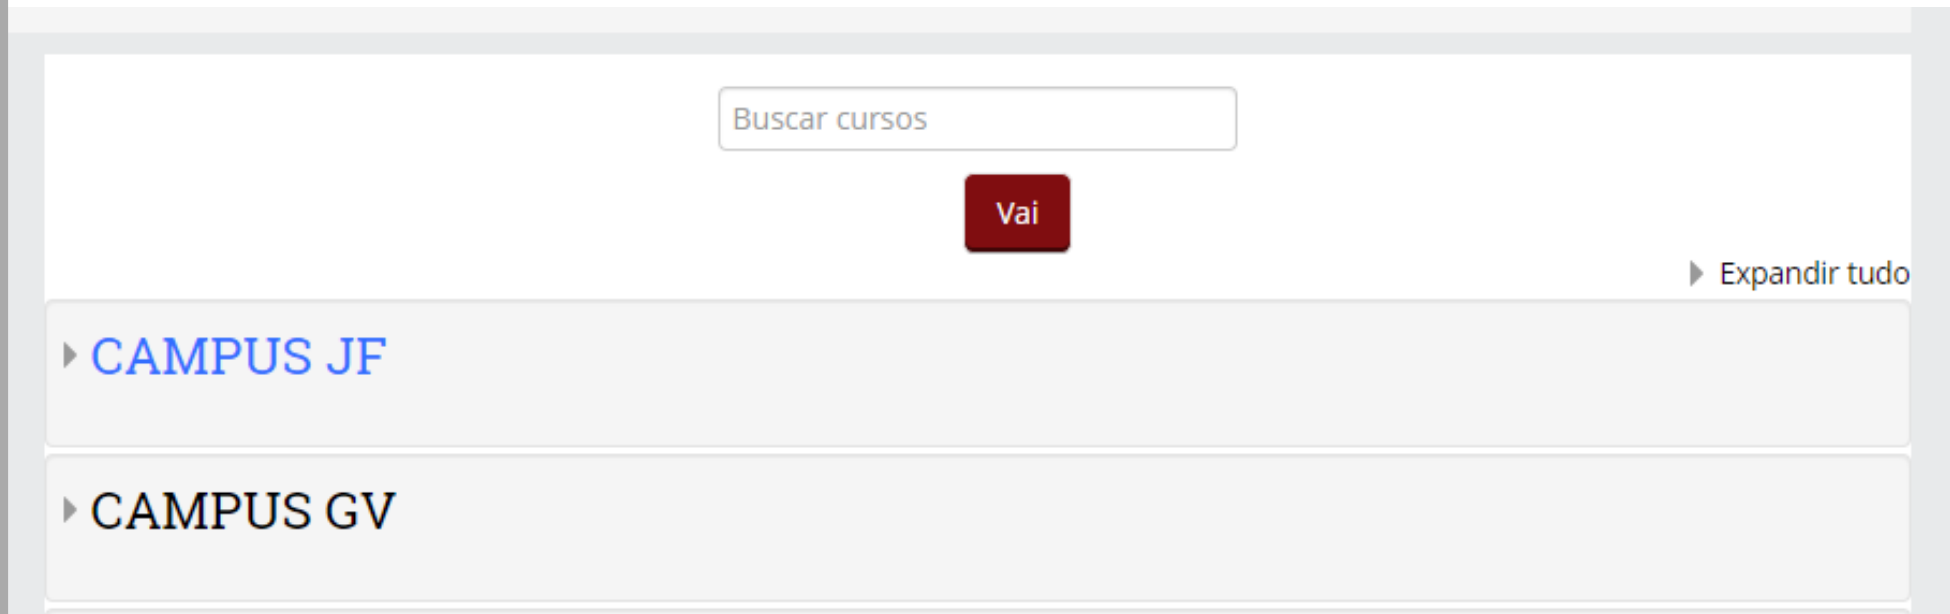 Buscar cursos
Vai
Expandir tudo
CAMPUS JF
CAMPUS GV